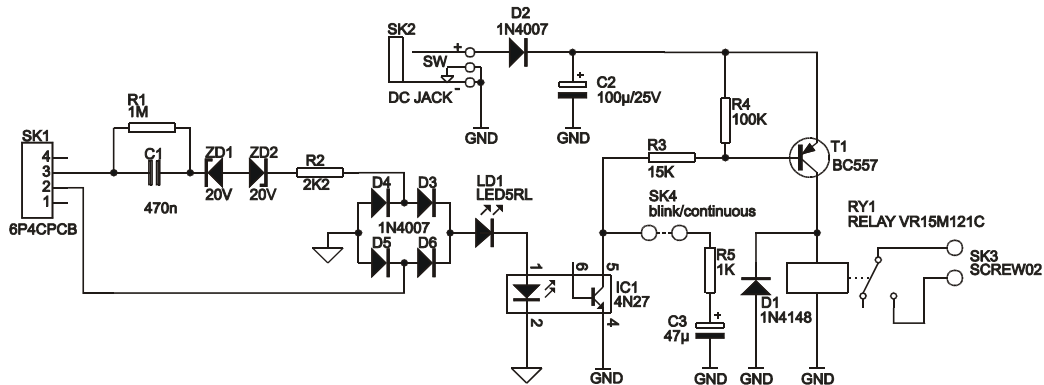 D2
1N4007
SK2
+
SW
-
DC JACK
C2
100µ/25V
+
GND
GND
R4
100K
T1
BC557
R3
15K
R1
1M
SK1
4
3
2
1
6P4CPCB
C1
470n
ZD1
20V
ZD2
20V
R2
2K2
D4
D3
1N4007
D5
D6
LD1
LED5RL
SK4
blink/continuous
RY1
RELAY VR15M121C
SK3
SCREW02
R5
1K
1
6
5
IC1
4N27
2
4
C3
47µ
+
D1
1N4148
GND
GND
GND
GND